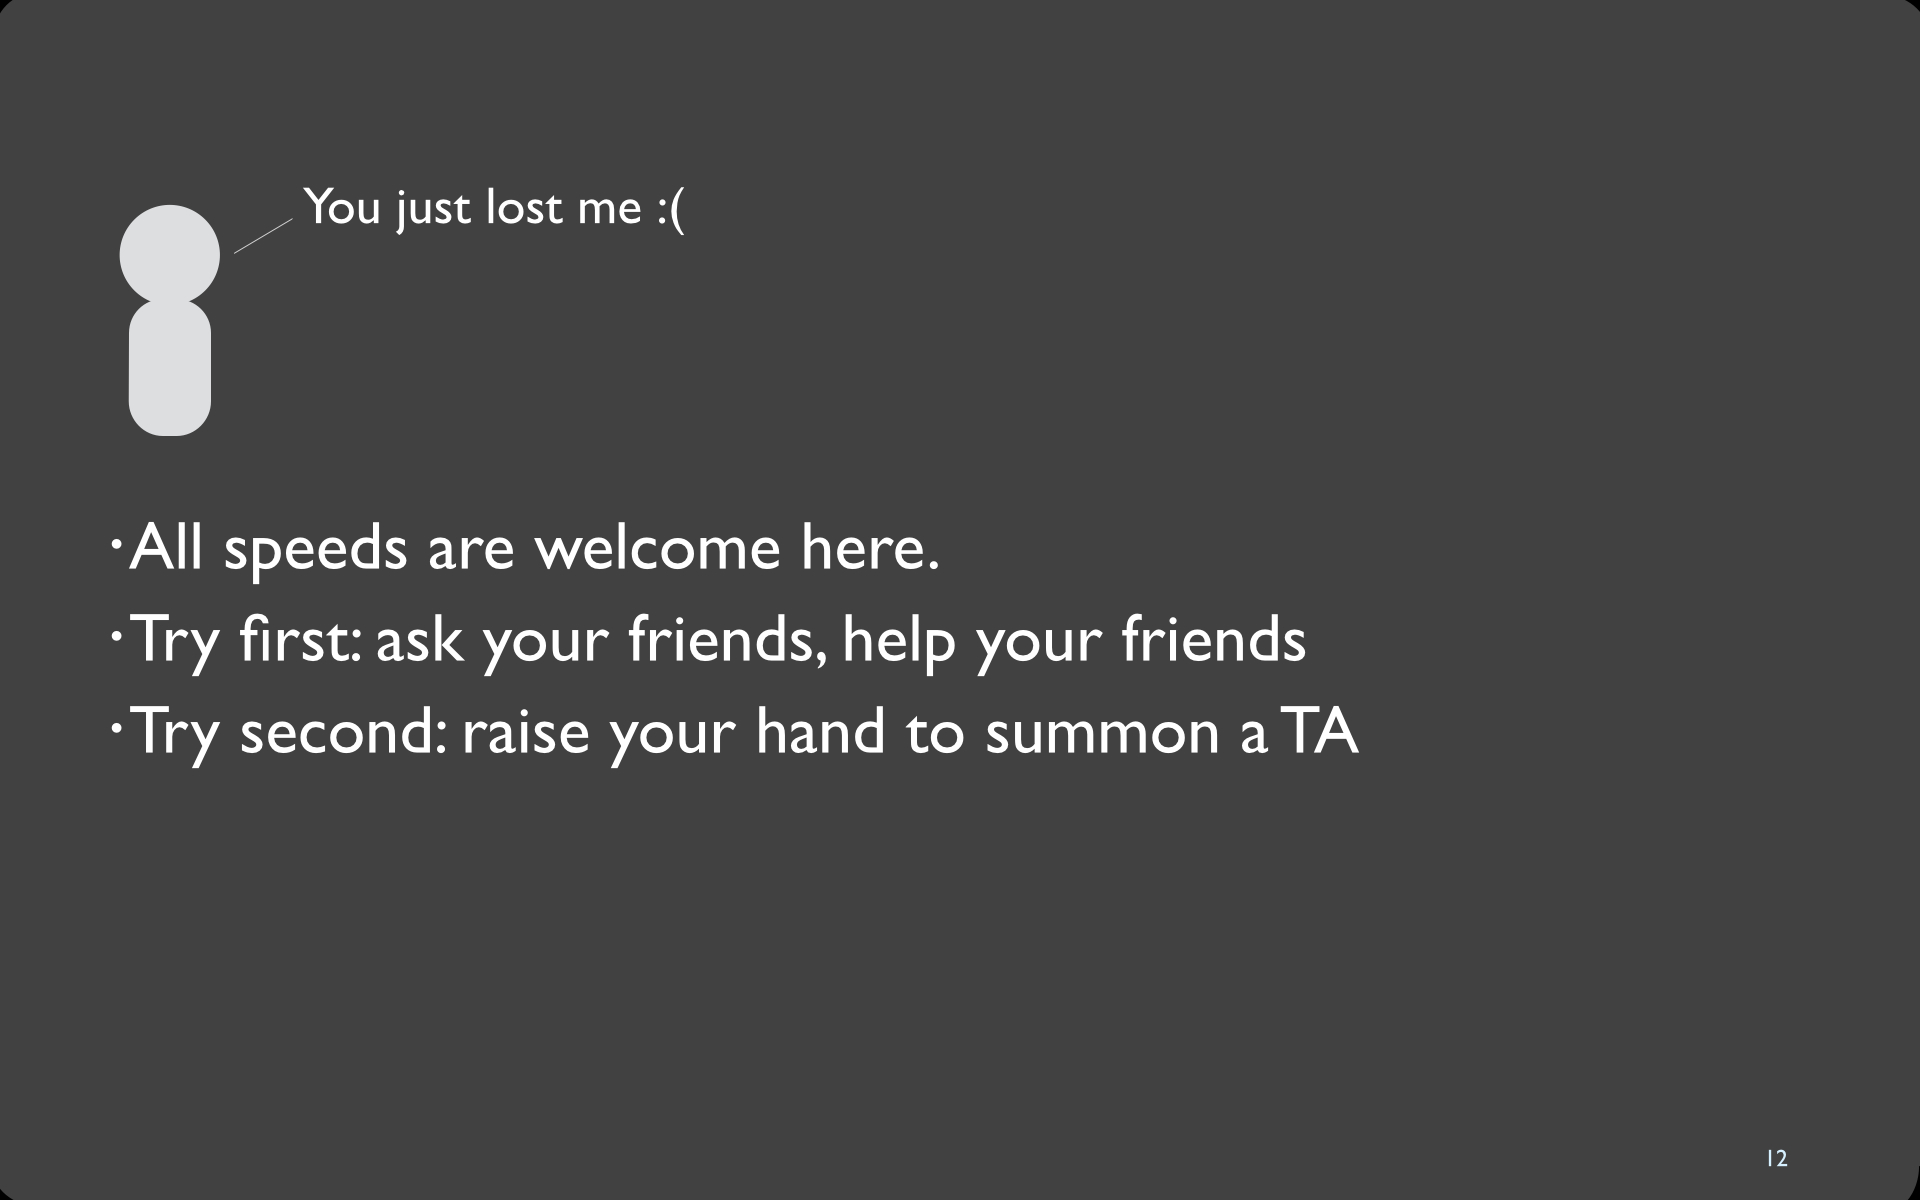 You just lost me :(
· All speeds are welcome here.
· Try first: ask your friends, help your friends
· Try second: raise your hand to summon a TA
12